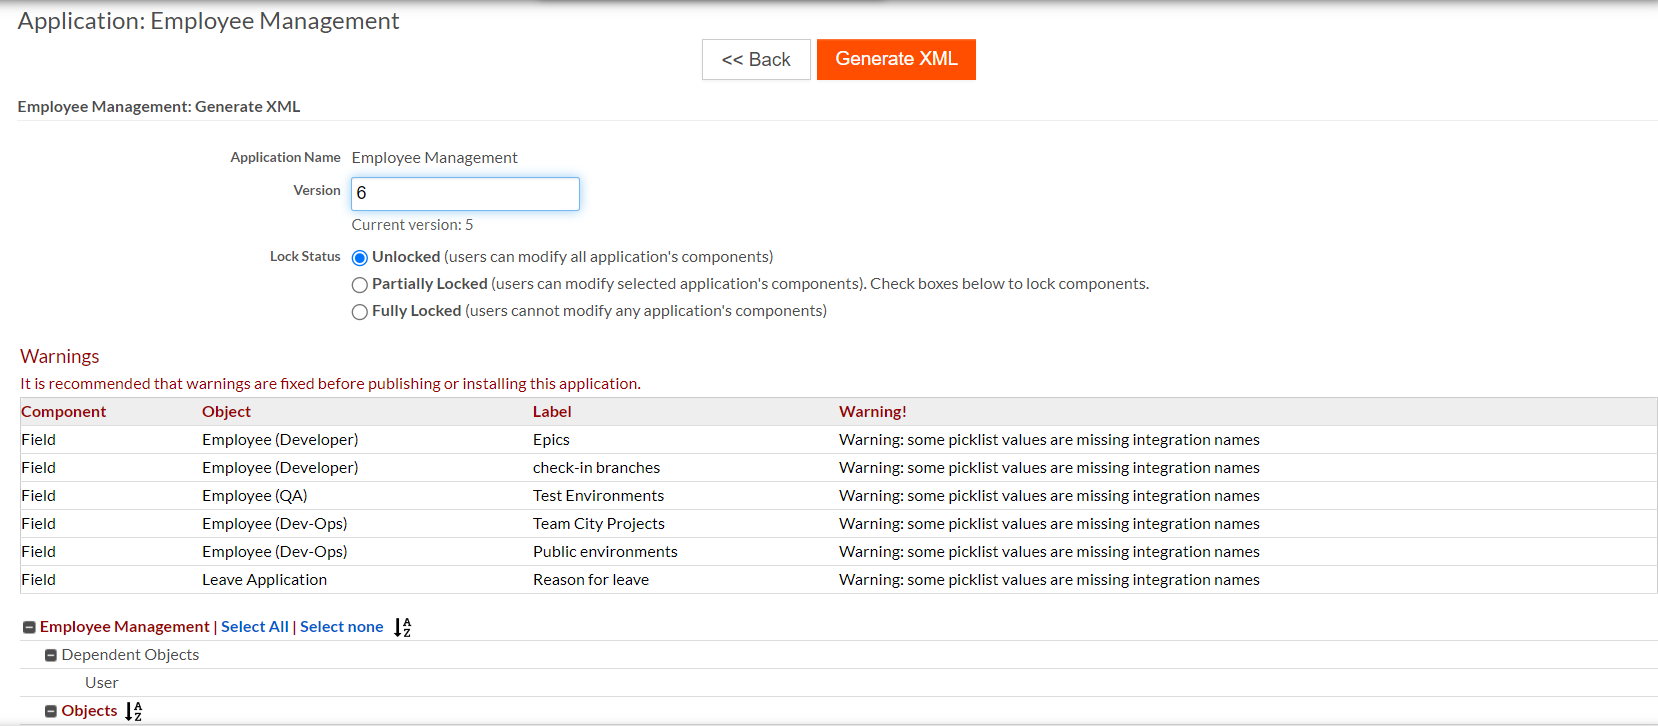 Application: Employee Management
<< Back Generate XML
Employee Management: Generate XML
Application Name Employee Management
Version 6
Current version: 5
Lock Status Unlocked (users can modify all application's components)
Partially Locked (users can modify selected application's components). Check boxes below to lock components.
Fully Locked (users cannot modify any application's components)
Warnings
It is recommended that warnings are fixed before publishing or installing this application.
Component Object Label Warning!
Field Employee (Developer) Epics Warning: some picklist values are missing integration names
Field Employee (Developer) check-in branches Warning: some picklist values are missing integration names
Field Employee (QA) Test Environments Warning: some picklist values are missing integration names
Field Employee (Dev-Ops) Team City Projects Warning: some picklist values are missing integration names
Field Employee (Dev-Ops) Public environments Warning: some picklist values are missing integration names
Field Leave Application Reason for leave Warning: some picklist values are missing integration names
Employee Management | Select All | Select none AZ
Dependent Objects
User
Objects AZ